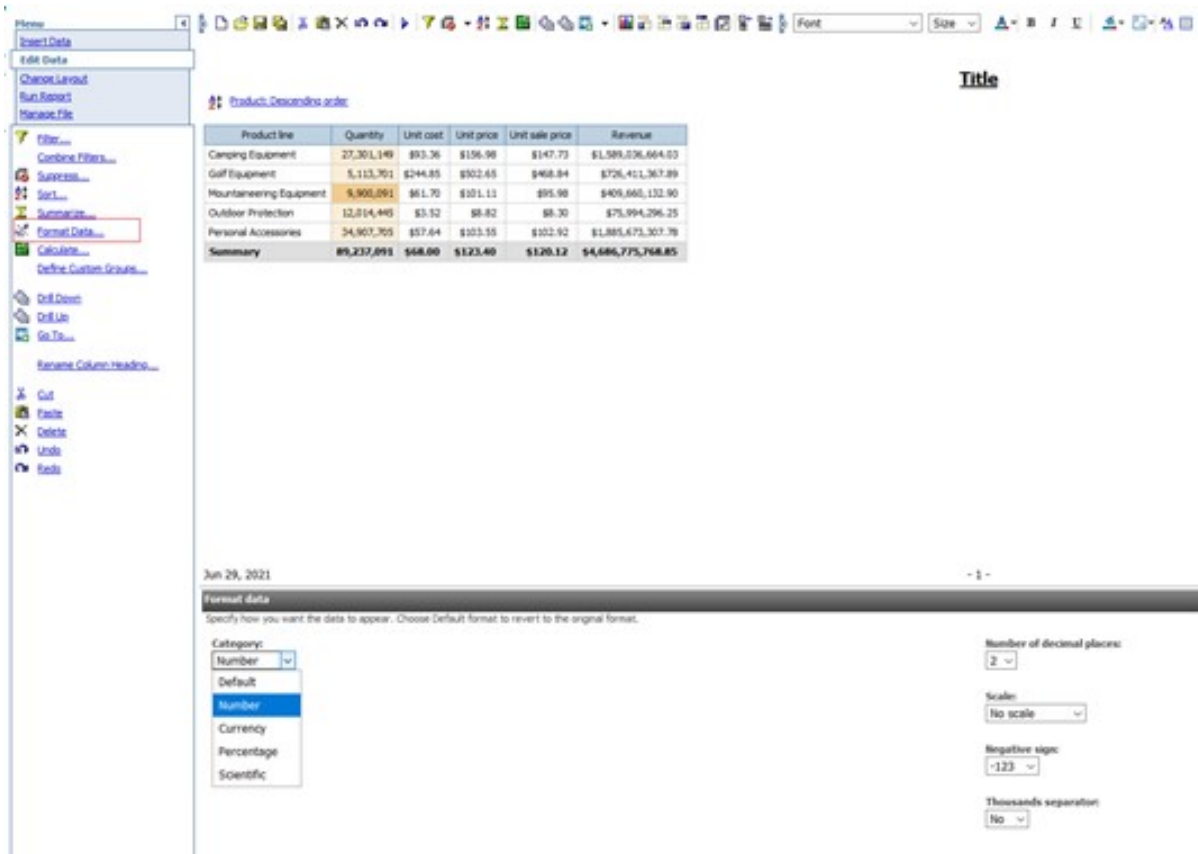 Menu
Insert Data
Edit Data
Change Layout
Run Report
Manage File
Filter...
Combine Filters...
Suppress...
Sort...
Summarize...
Format Data...
Calculate...
Define Custom Groups...
Drill Down
Drill Up
Go To...
Rename Column Heading...
Cut
Paste
Delete
Undo
Redo
Font Size A B I U
Title
Product: Descending order
Product line Quantity Unit cost Unit price Unit sale price Revenue
Camping Equipment 27,301,149 $93.36 $156.98 $147.73 $1,589,036,664.03
Golf Equipment 5,113,701 $244.85 $502.65 $468.84 $726,411,367.89
Mountaineering Equipment 9,900,091 $61.70 $101.11 $95.98 $409,660,132.90
Outdoor Protection 12,014,445 $3.52 $8.82 $8.30 $75,994,296.25
Personal Accessories 34,907,705 $57.64 $103.55 $102.92 $1,885,673,307.78
Summary 89,237,091 $68.00 $123.40 $120.12 $4,686,775,768.85
Jun 29, 2021 - 1 -
Format data
Specify how you want the data to appear. Choose Default format to revert to the original format.
Category:
Number
Default
Number
Currency
Percentage
Scientific
Number of decimal places:
2
Scale:
No scale
Negative sign:
-123
Thousands separator:
No